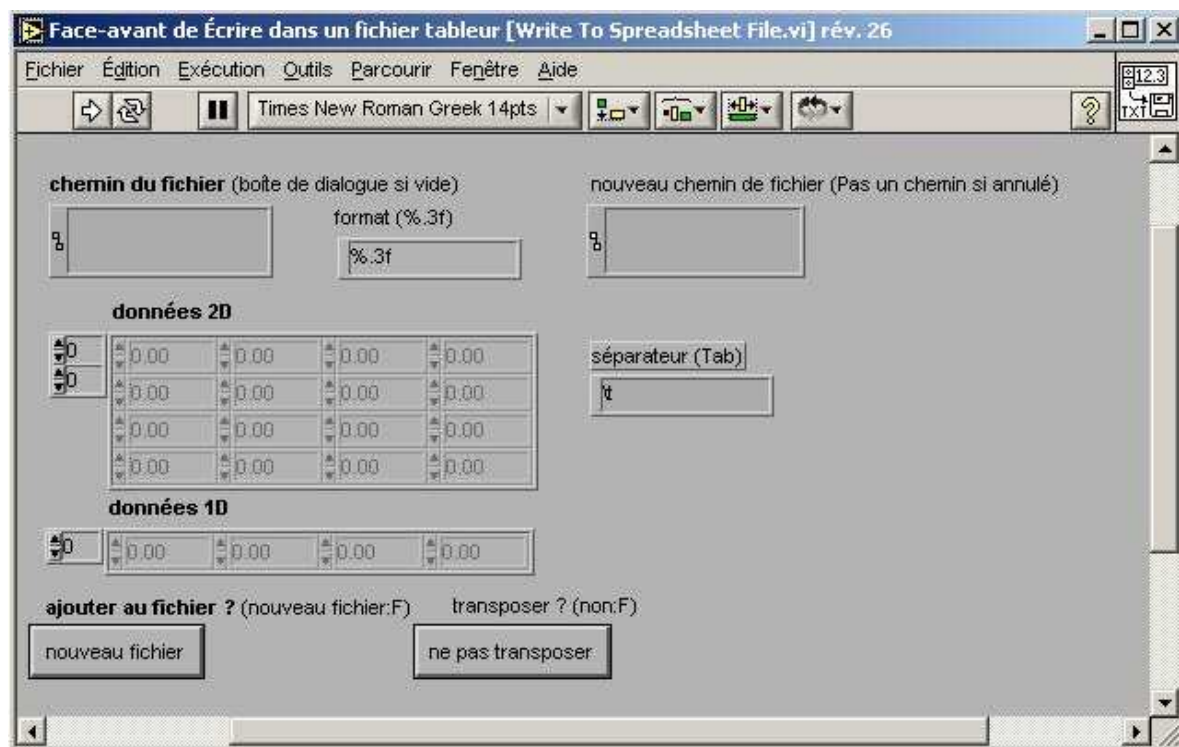 Face-avant de Écrire dans un fichier tableur [Write To Spreadsheet File.vi] rév. 26
Fichier Édition Exécution Outils Parcourir Fenêtre Aide
12.3
TXT
Times New Roman Greek 14pts
?
chemin du fichier (boîte de dialogue si vide)
nouveau chemin de fichier (Pas un chemin si annulé)
format (%.3f)
%.3f
données 2D
0
0
0.00 0.00 0.00 0.00
0.00 0.00 0.00 0.00
0.00 0.00 0.00 0.00
0.00 0.00 0.00 0.00
séparateur (Tab)
\t
données 1D
0
0.00 0.00 0.00 0.00
ajouter au fichier ? (nouveau fichier:F)
transposer ? (non:F)
nouveau fichier
ne pas transposer